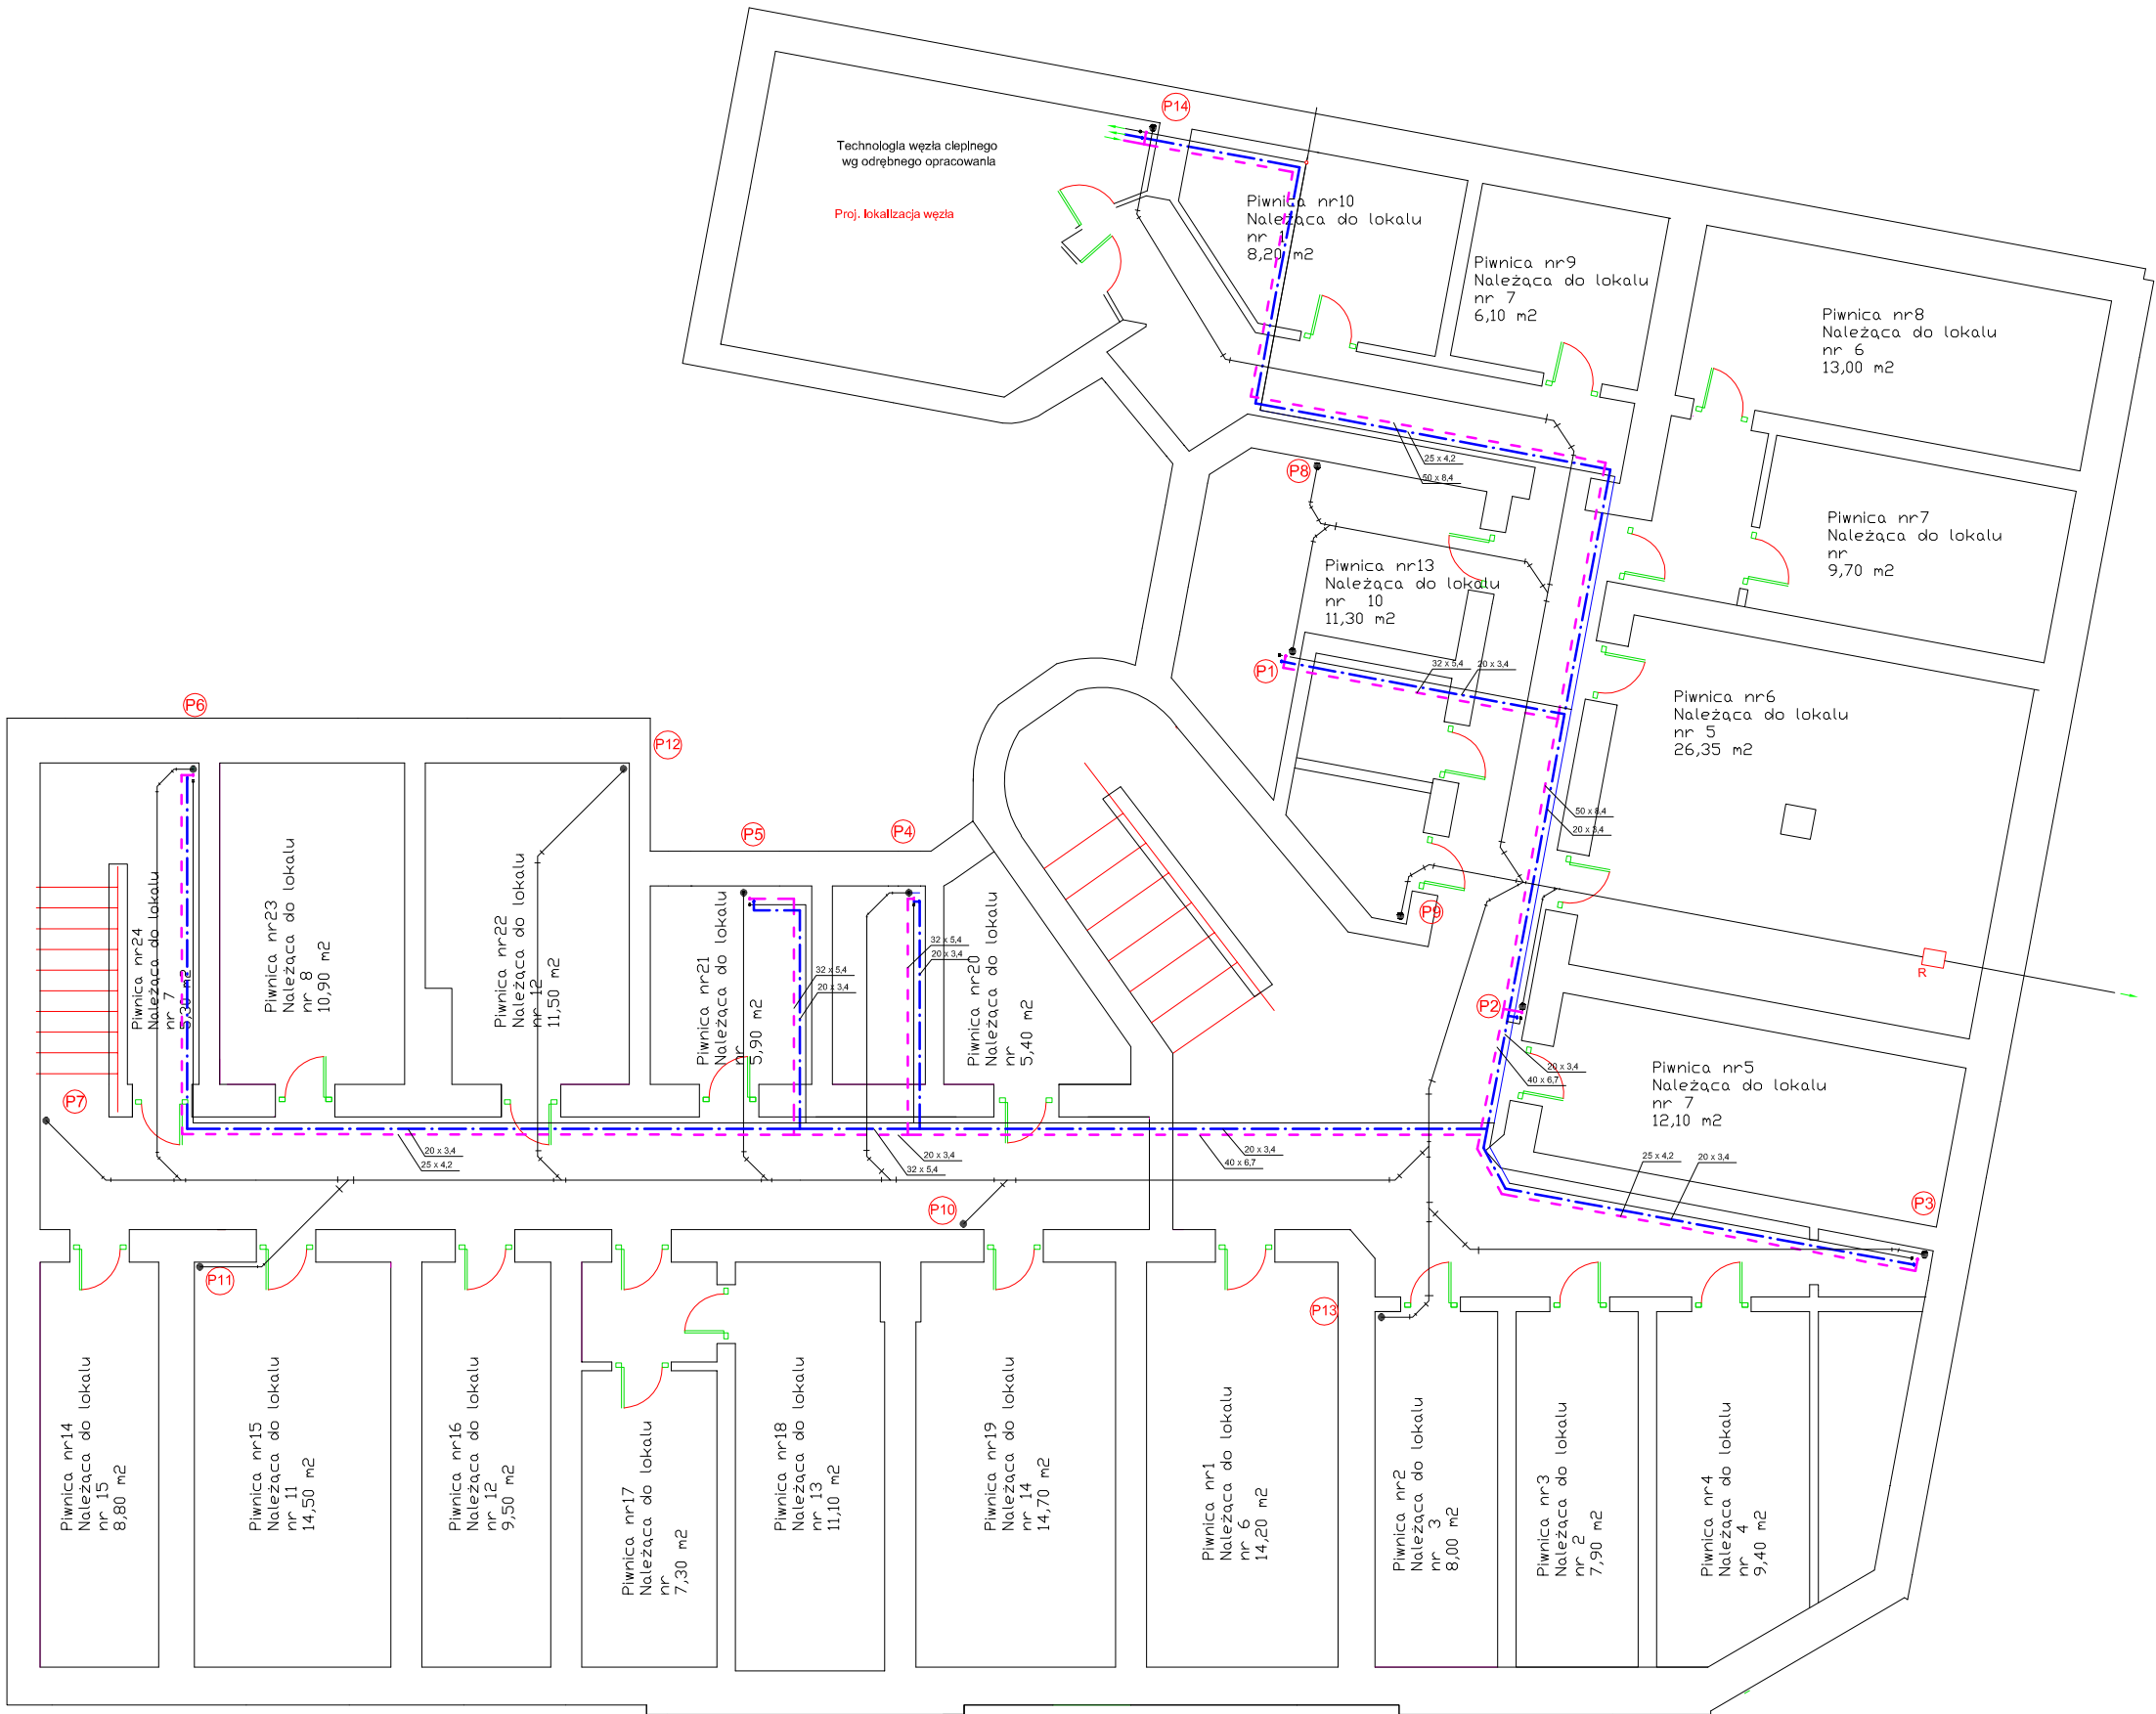 P14
Technologia węzła cieplnego
wg odrębnego opracowania
Proj. lokalizacja węzła
Piwnica nr10
Należąca do lokalu
nr 1
8,20 m2
Piwnica nr9
Należąca do lokalu
nr 7
6,10 m2
Piwnica nr8
Należąca do lokalu
nr 6
13,00 m2
25 x 4,2
50 x 8,4
P8
Piwnica nr7
Należąca do lokalu
nr
9,70 m2
Piwnica nr13
Należąca do lokalu
nr 10
11,30 m2
P1
32 x 5,4
20 x 3,4
Piwnica nr6
Należąca do lokalu
nr 5
26,35 m2
50 x 8,4
20 x 3,4
P6
P12
P5
P4
P9
R
P2
20 x 3,4
40 x 6,7
Piwnica nr24
Należąca do lokalu
nr 7
5,30 m2
Piwnica nr23
Należąca do lokalu
nr 8
10,90 m2
Piwnica nr22
Należąca do lokalu
nr 12
11,50 m2
Piwnica nr21
Należąca do lokalu
nr
5,90 m2
32 x 5,4
20 x 3,4
32 x 5,4
20 x 3,4
Piwnica nr20
Należąca do lokalu
nr
5,40 m2
Piwnica nr5
Należąca do lokalu
nr 7
12,10 m2
P7
20 x 3,4
25 x 4,2
20 x 3,4
32 x 5,4
20 x 3,4
40 x 6,7
25 x 4,2
20 x 3,4
P3
P10
P11
P13
Piwnica nr14
Należąca do lokalu
nr 15
8,80 m2
Piwnica nr15
Należąca do lokalu
nr 11
14,50 m2
Piwnica nr16
Należąca do lokalu
nr 12
9,50 m2
Piwnica nr17
Należąca do lokalu
nr
7,30 m2
Piwnica nr18
Należąca do lokalu
nr 13
11,10 m2
Piwnica nr19
Należąca do lokalu
nr 14
14,70 m2
Piwnica nr1
Należąca do lokalu
nr 6
14,20 m2
Piwnica nr2
Należąca do lokalu
nr 3
8,00 m2
Piwnica nr3
Należąca do lokalu
nr 2
7,90 m2
Piwnica nr4
Należąca do lokalu
nr 4
9,40 m2